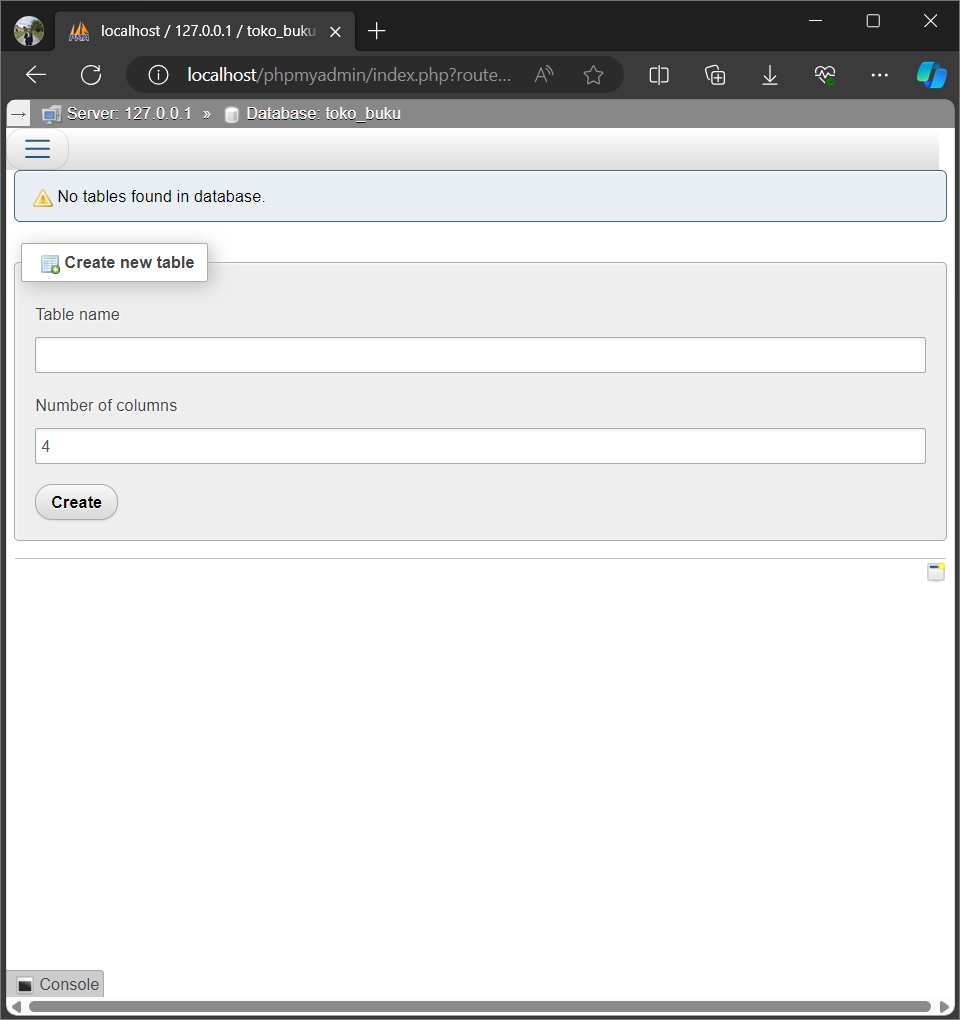 localhost / 127.0.0.1 / toko_buku
localhost/phpmyadmin/index.php?route...
Server: 127.0.0.1 » Database: toko_buku
No tables found in database.
Create new table
Table name
Number of columns
4
Create
Console